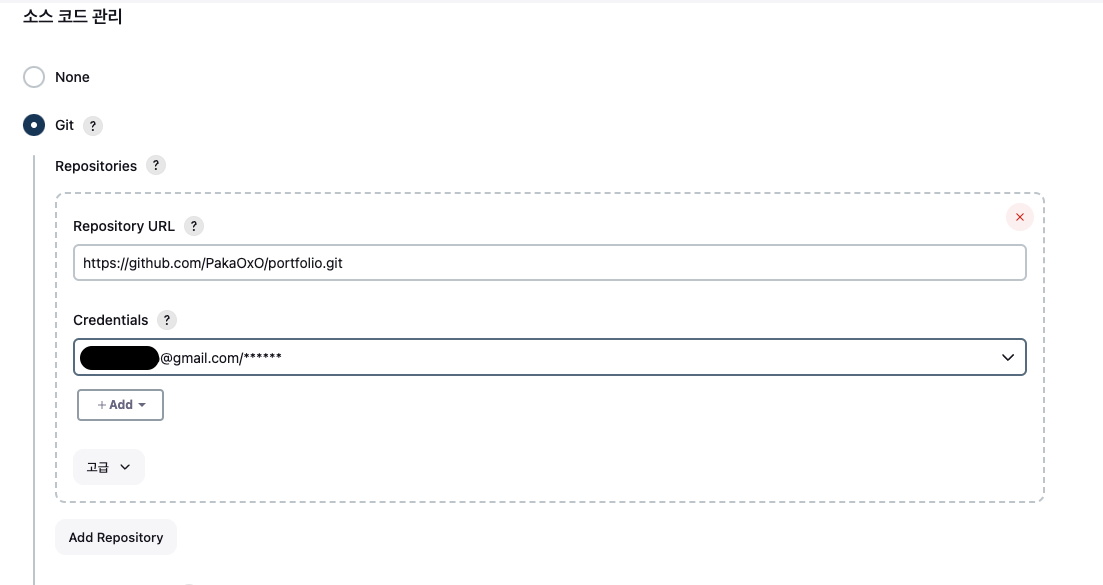 소스 코드 관리
None
Git ?
Repositories ?
Repository URL ?
https://github.com/PakaOxO/portfolio.git
Credentials ?
@gmail.com/******
+ Add
고급
Add Repository